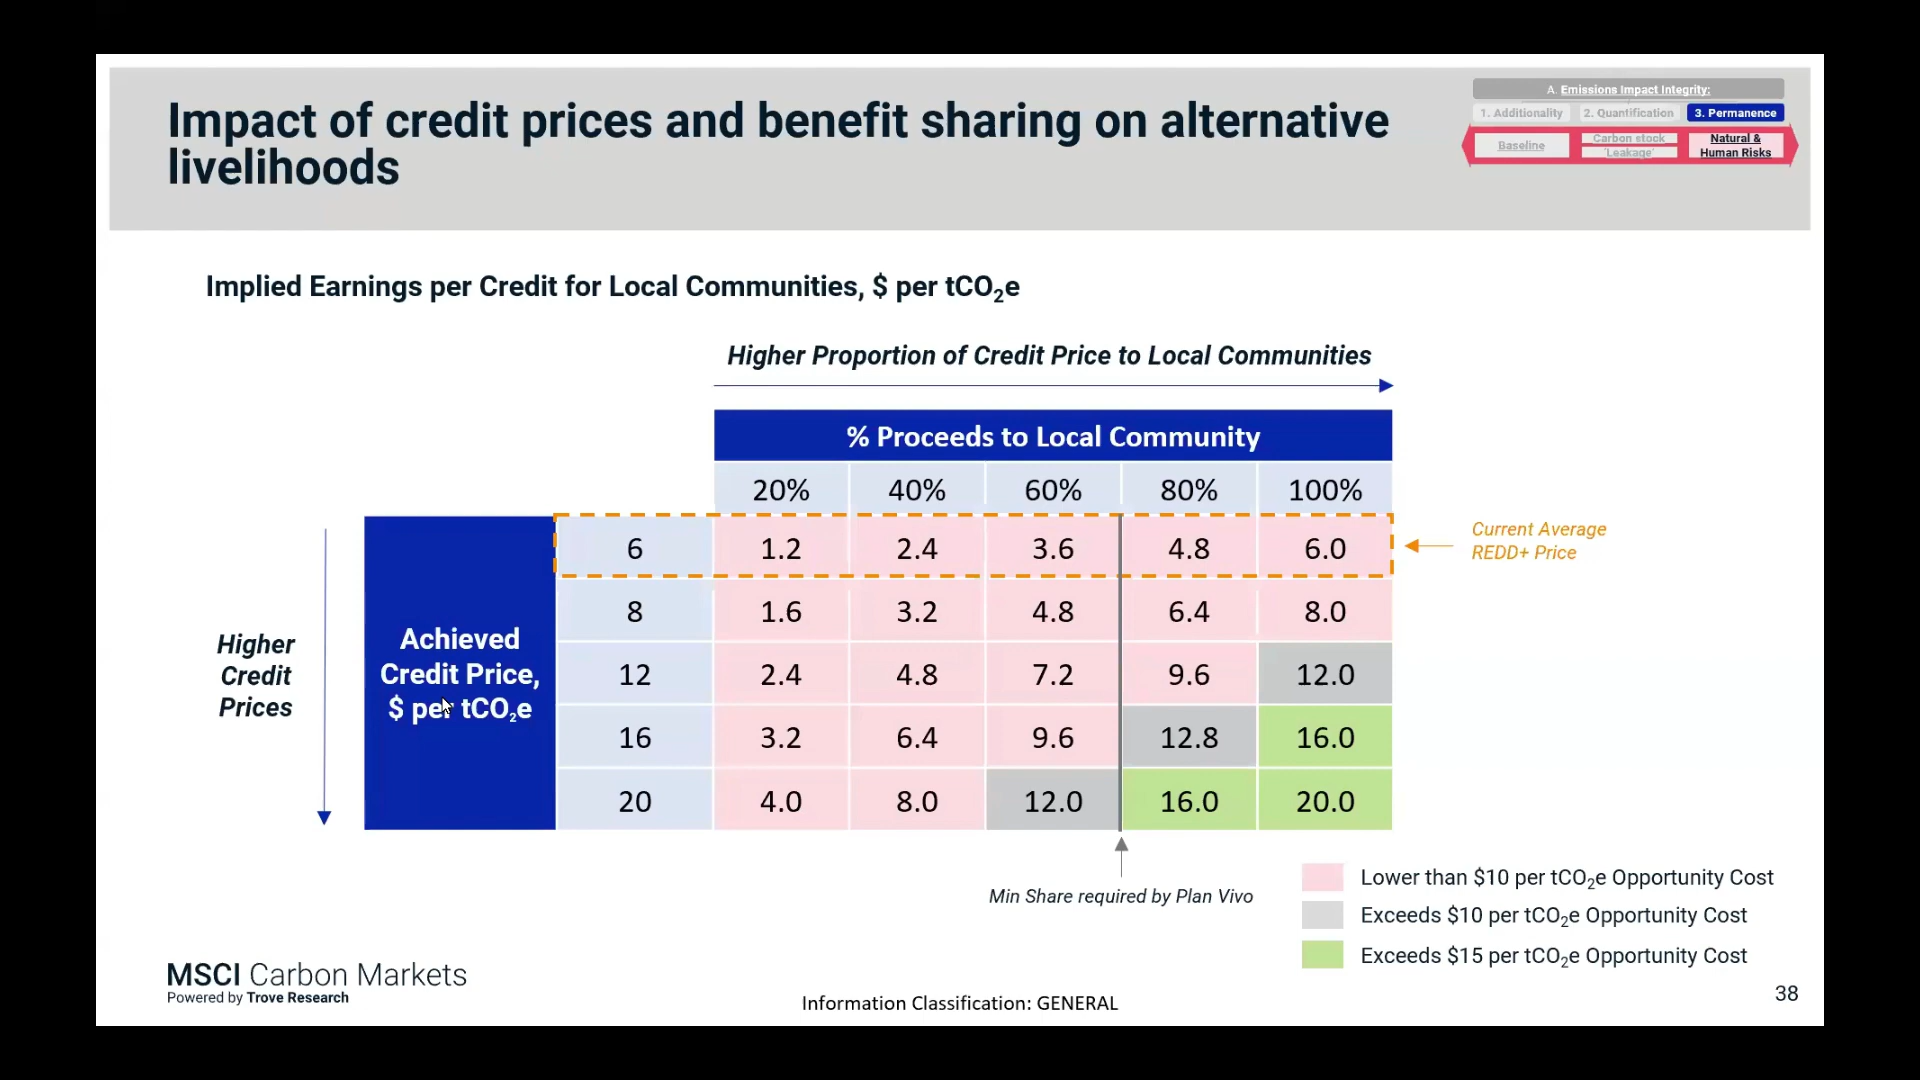 Impact of credit prices and benefit sharing on alternative
livelihoods
A. Emissions Impact Integrity:
1. Additionality 2. Quantification 3. Permanence
Baseline
Carbon stock
'Leakage'
Natural &
Human Risks
Implied Earnings per Credit for Local Communities, $ per tCO₂e
Higher Proportion of Credit Price to Local Communities
% Proceeds to Local Community
20% 40% 60% 80% 100%
6 1.2 2.4 3.6 4.8 6.0
8 1.6 3.2 4.8 6.4 8.0
12 2.4 4.8 7.2 9.6 12.0
16 3.2 6.4 9.6 12.8 16.0
20 4.0 8.0 12.0 16.0 20.0
Current Average
REDD+ Price
Higher
Credit
Prices
Achieved
Credit Price,
$ per tCO₂e
Min Share required by Plan Vivo
Lower than $10 per tCO₂e Opportunity Cost
Exceeds $10 per tCO₂e Opportunity Cost
Exceeds $15 per tCO₂e Opportunity Cost
MSCI Carbon Markets
Powered by Trove Research
Information Classification: GENERAL
38